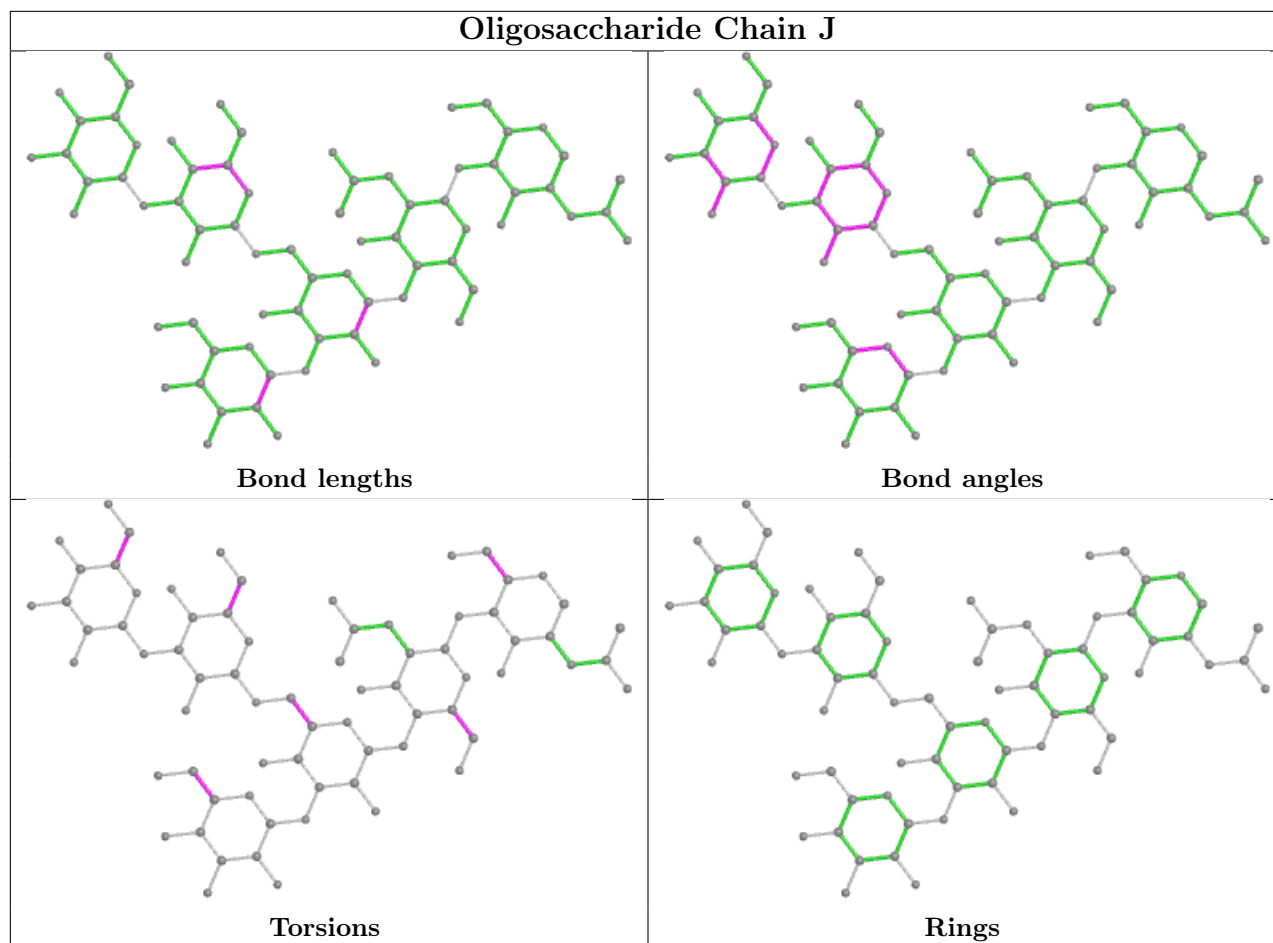 Oligosaccharide Chain J
Bond lengths
Bond angles
Torsions
Rings